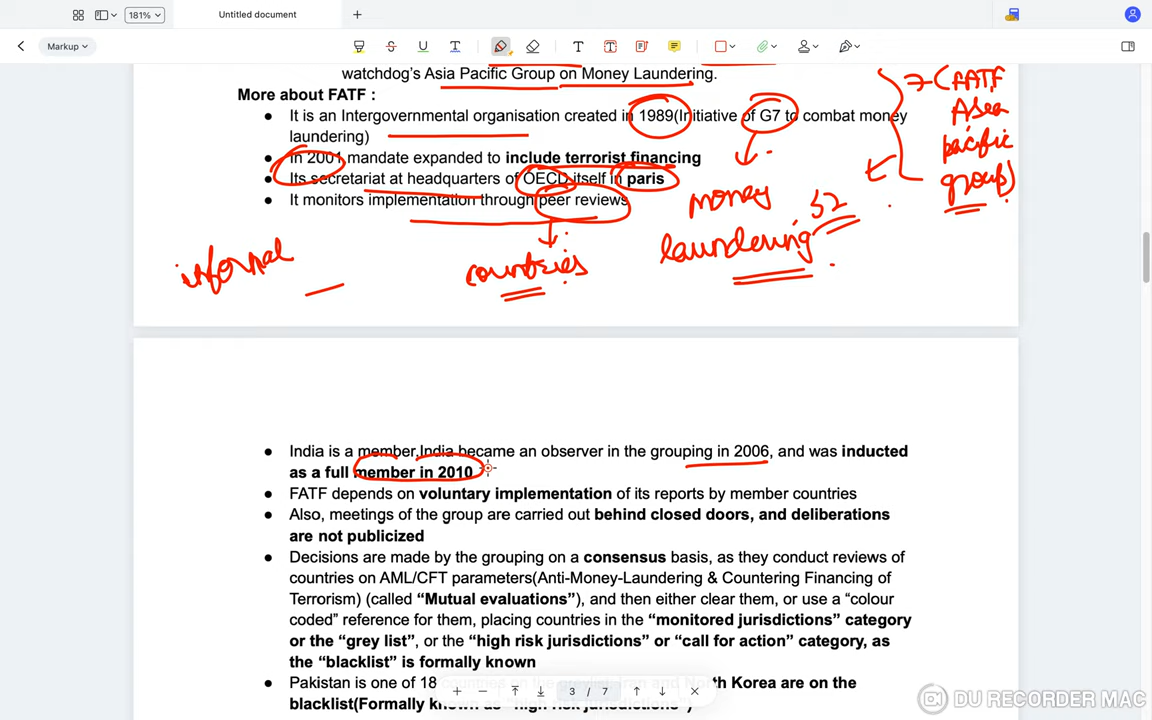 181%
Untitled document
Markup
watchdog's Asia Pacific Group on Money Laundering.
More about FATF :
It is an Intergovernmental organisation created in 1989(Initiative of G7 to combat money
laundering)
In 2001 mandate expanded to include terrorist financing
Its secretariat at headquarters of OECD itself in paris
It monitors implementation through peer reviews
(FATF
Asea
pacific
group)
money
laundering
52
countries
informal
India is a member,India became an observer in the grouping in 2006, and was inducted
as a full member in 2010
FATF depends on voluntary implementation of its reports by member countries
Also, meetings of the group are carried out behind closed doors, and deliberations
are not publicized
Decisions are made by the grouping on a consensus basis, as they conduct reviews of
countries on AML/CFT parameters(Anti-Money-Laundering & Countering Financing of
Terrorism) (called “Mutual evaluations”), and then either clear them, or use a “colour
coded” reference for them, placing countries in the “monitored jurisdictions” category
or the “grey list”, or the “high risk jurisdictions” or “call for action” category, as
the “blacklist” is formally known
Pakistan is one of 18 North Korea are on the
blacklist(Formally
3 / 7
DU RECORDER MAC